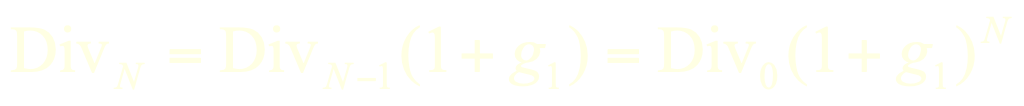 Div_N = Div_{N-1}(1 + g_1) = Div_0(1 + g_1)^N